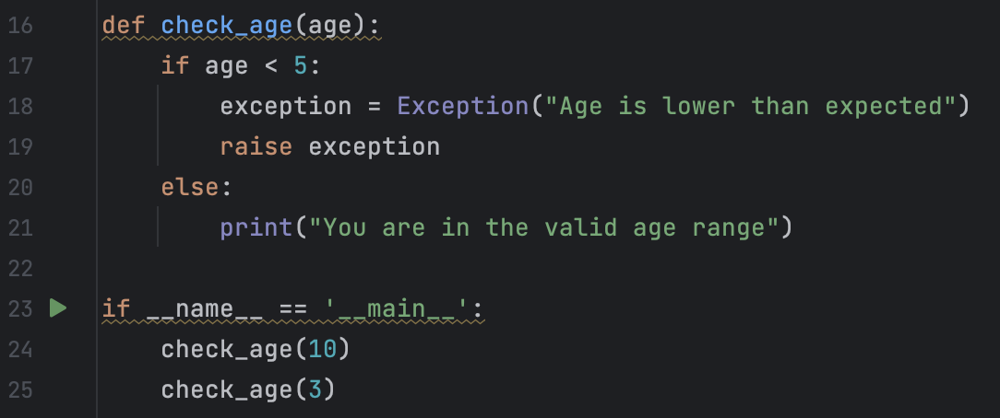 16 def check_age(age):
17     if age < 5:
18         exception = Exception("Age is lower than expected")
19         raise exception
20     else:
21         print("You are in the valid age range")
22
23 if __name__ == '__main__':
24     check_age(10)
25     check_age(3)